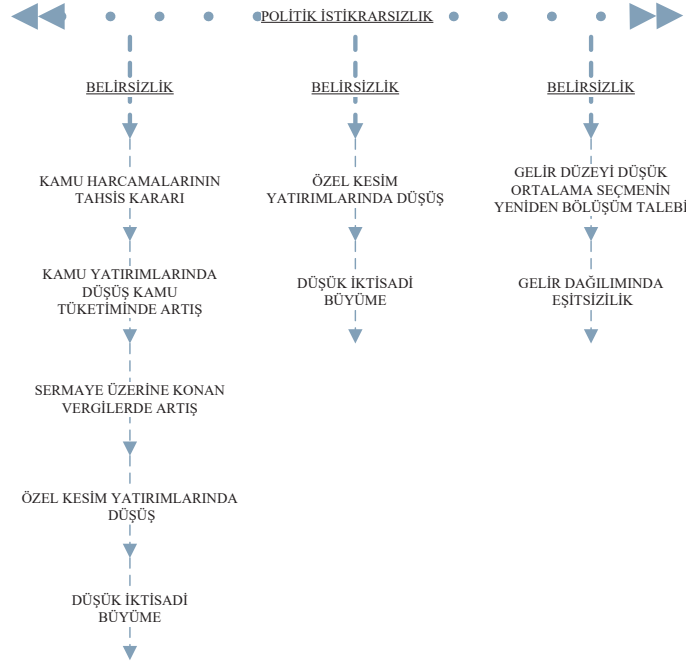 POLİTİK İSTİKRARSIZLIK
BELİRSİZLİK
KAMU HARCAMALARININ
TAHSİS KARARI
KAMU YATIRIMLARINDA
DÜŞÜŞ KAMU
TÜKETİMİNDE ARTIŞ
SERMAYE ÜZERİNE KONAN
VERGİLERDE ARTIŞ
ÖZEL KESİM YATIRIMLARINDA
DÜŞÜŞ
DÜŞÜK İKTİSADİ
BÜYÜME
BELİRSİZLİK
ÖZEL KESİM
YATIRIMLARINDA DÜŞÜŞ
DÜŞÜK İKTİSADİ
BÜYÜME
BELİRSİZLİK
GELİR DÜZEYİ DÜŞÜK
ORTALAMA SEÇMENİN
YENİDEN BÖLÜŞÜM TALEBİ
GELİR DAĞILIMINDA
EŞİTSİZİLİK